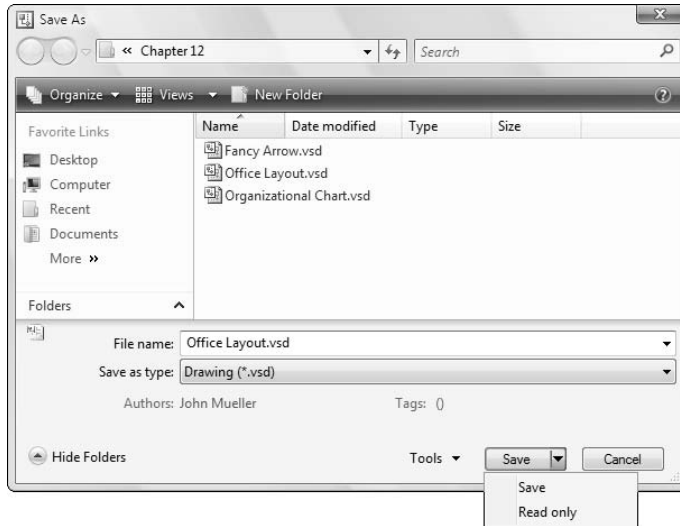 Save As
« Chapter 12
Search
Organize Views New Folder
Favorite Links
Desktop
Computer
Recent
Documents
More »
Folders
Name Date modified Type Size
Fancy Arrow.vsd
Office Layout.vsd
Organizational Chart.vsd
File name: Office Layout.vsd
Save as type: Drawing (*.vsd)
Authors: John Mueller Tags: ()
Hide Folders Tools Save Cancel
Save
Read only